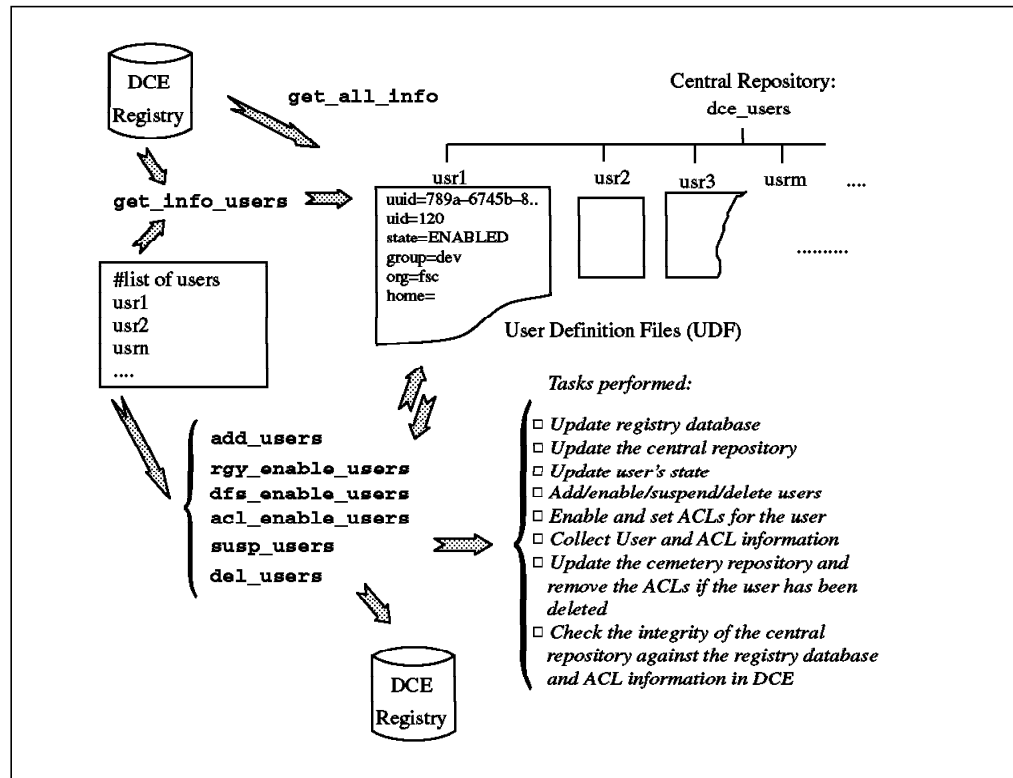 DCE
Registry
get_all_info
Central Repository:
dce_users
get_info_users
usr1
usr2
usr3
usrm
....
uuid=789a–6745b–8..
uid=120
state=ENABLED
group=dev
org=fsc
home=
..........
#list of users
usr1
usr2
usrn
....
User Definition Files (UDF)
add_users
rgy_enable_users
dfs_enable_users
acl_enable_users
susp_users
del_users
Tasks performed:
Update registry database
Update the central repository
Update user's state
Add/enable/suspend/delete users
Enable and set ACLs for the user
Collect User and ACL information
Update the cemetery repository and
remove the ACLs if the user has been
deleted
Check the integrity of the central
repository against the registry database
and ACL information in DCE
DCE
Registry